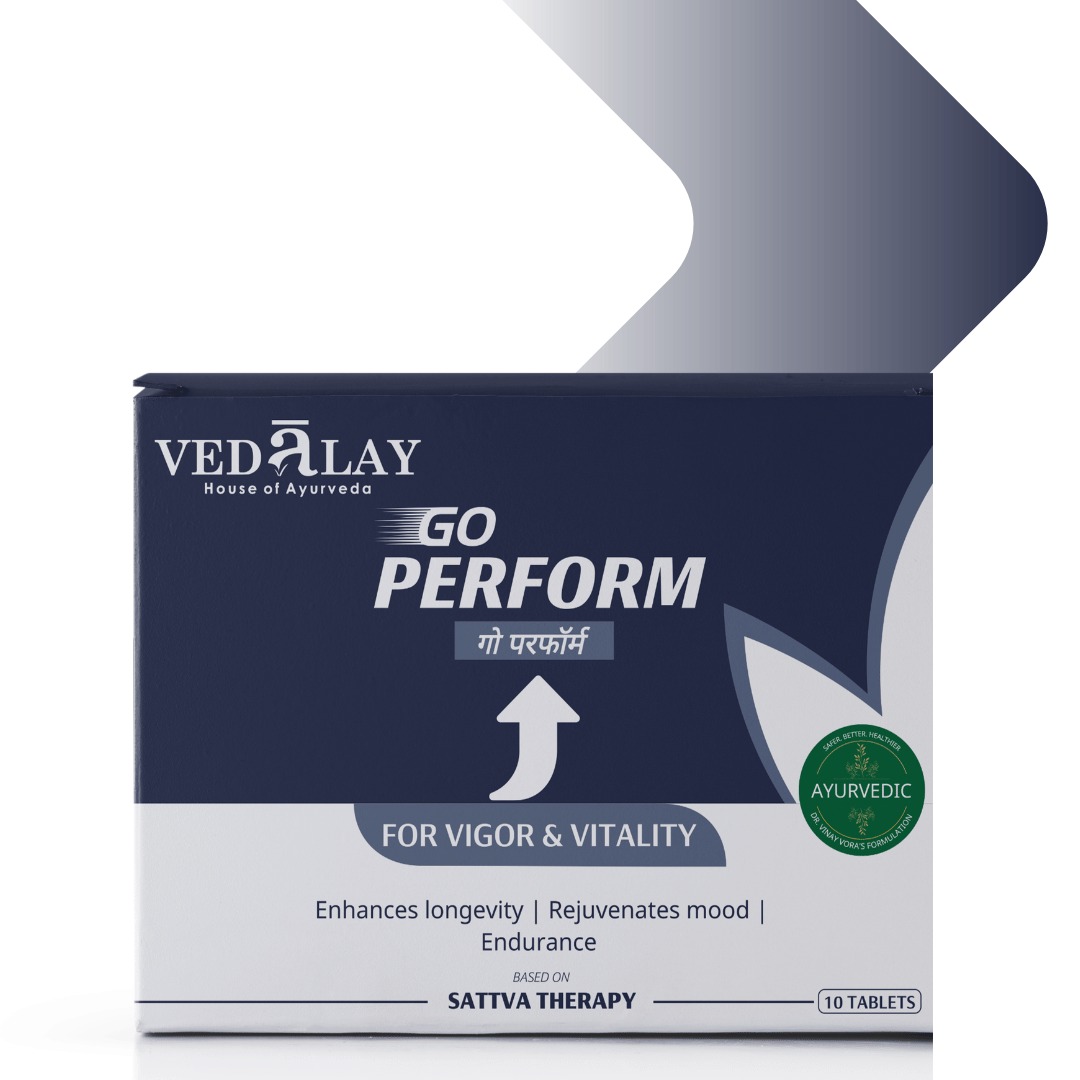 VEDāLAY
House of Ayurveda
GO
PERFORM
गो परफॉर्म
FOR VIGOR & VITALITY
SAFER. BETTER. HEALTHIER
AYURVEDIC
DR. VINAY VORA'S FORMULATION
Enhances longevity | Rejuvenates mood |
Endurance
BASED ON
SATTVA THERAPY
10 TABLETS